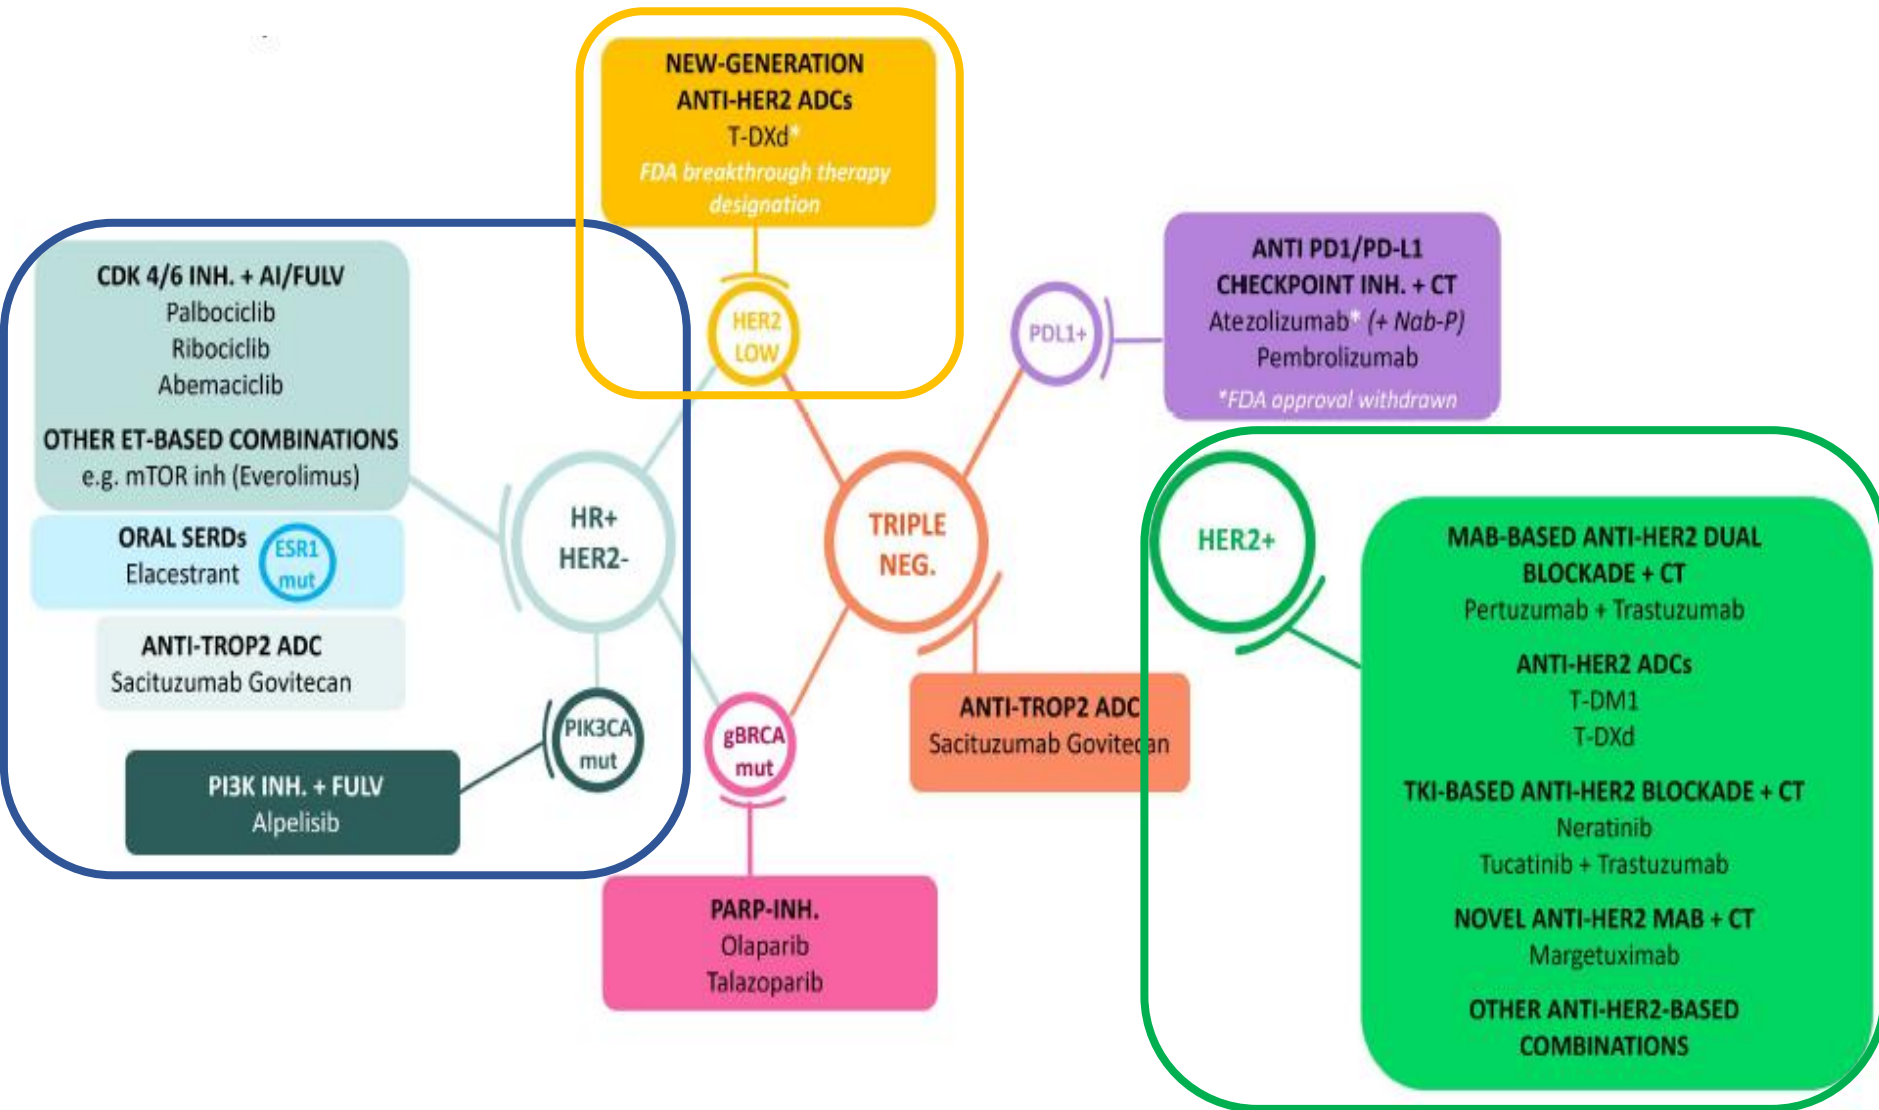 NEW-GENERATION
ANTI-HER2 ADCs
T-DXd*
FDA breakthrough therapy
designation
HER2
LOW
CDK 4/6 INH. + AI/FULV
Palbociclib
Ribociclib
Abemaciclib
OTHER ET-BASED COMBINATIONS
e.g. mTOR inh (Everolimus)
ORAL SERDs
Elacestrant
ESR1
mut
ANTI-TROP2 ADC
Sacituzumab Govitecan
PI3K INH. + FULV
Alpelisib
HR+
HER2-
PIK3CA
mut
gBRCA
mut
PARP-INH.
Olaparib
Talazoparib
TRIPLE
NEG.
ANTI-TROP2 ADC
Sacituzumab Govitecan
PDL1+
ANTI PD1/PD-L1
CHECKPOINT INH. + CT
Atezolizumab* (+ Nab-P)
Pembrolizumab
*FDA approval withdrawn
HER2+
MAB-BASED ANTI-HER2 DUAL
BLOCKADE + CT
Pertuzumab + Trastuzumab
ANTI-HER2 ADCs
T-DM1
T-DXd
TKI-BASED ANTI-HER2 BLOCKADE + CT
Neratinib
Tucatinib + Trastuzumab
NOVEL ANTI-HER2 MAB + CT
Margetuximab
OTHER ANTI-HER2-BASED
COMBINATIONS